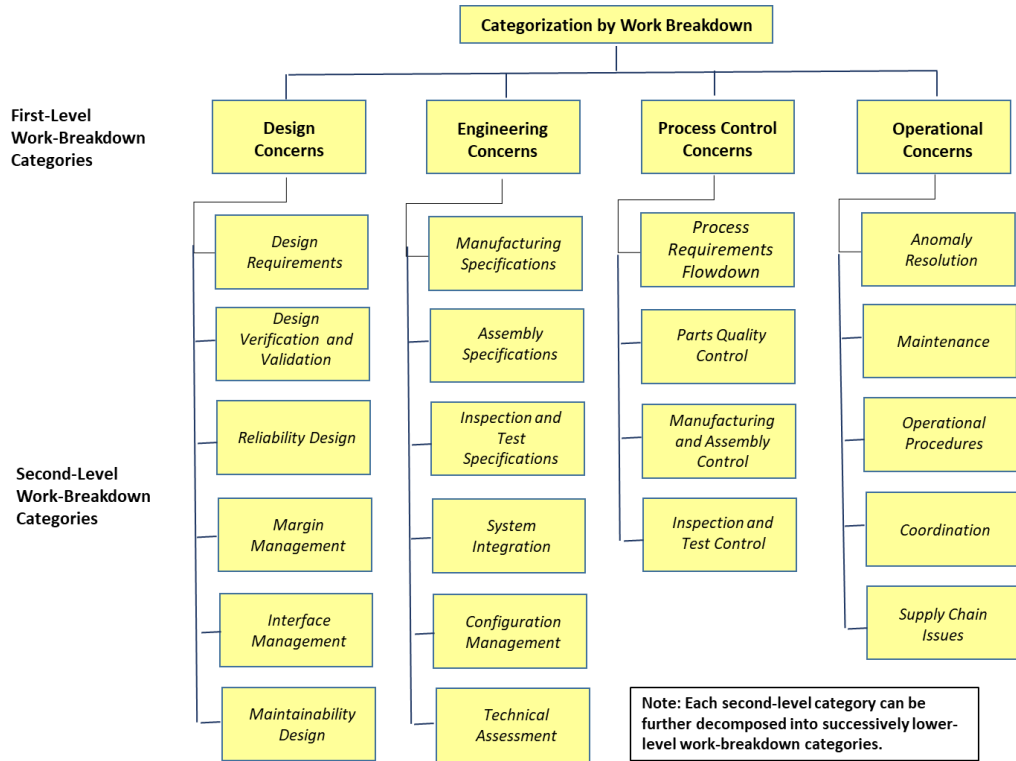 Categorization by Work Breakdown
First-Level
Work-Breakdown
Categories
Design
Concerns
Engineering
Concerns
Process Control
Concerns
Operational
Concerns
Second-Level
Work-Breakdown
Categories
Design
Requirements
Design
Verification and
Validation
Reliability Design
Margin
Management
Interface
Management
Maintainability
Design
Manufacturing
Specifications
Assembly
Specifications
Inspection and
Test
Specifications
System
Integration
Configuration
Management
Technical
Assessment
Process
Requirements
Flowdown
Parts Quality
Control
Manufacturing
and Assembly
Control
Inspection and
Test Control
Anomaly
Resolution
Maintenance
Operational
Procedures
Coordination
Supply Chain
Issues
Note: Each second-level category can be
further decomposed into successively lower-
level work-breakdown categories.